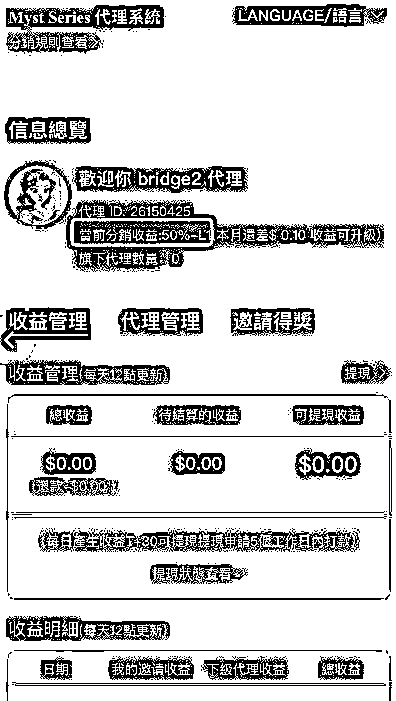 Myst Series 代理系統
LANGUAGE/語言
分銷規則查看
信息總覽
歡迎你 bridge2 代理
代理 ID: 26150425
當前分銷收益:50%-L1(本月還差$ 0.10 收益可升級)
旗下代理數量: 0
收益管理 代理管理 邀請得獎
收益管理(每天12點更新) 提現
總收益 待結算的收益 可提現收益
$0.00 $0.00 $0.00
(還款-$0.00)
(每日產生收益T+30可提現提現申請5個工作日內打款)
提現狀態查看
收益明細(每天12點更新)
日期 我的邀请收益 下級代理收益 總收益